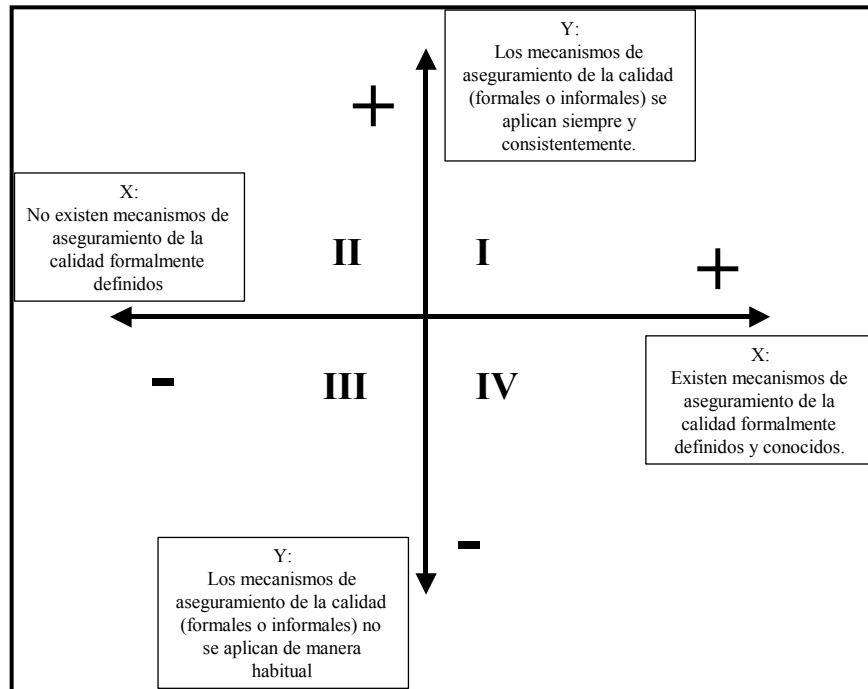 Y:
Los mecanismos de
aseguramiento de la calidad
(formales o informales) se
aplican siempre y
consistentemente.
+
X:
No existen mecanismos de
aseguramiento de la
calidad formalmente
definidos
II
I
+
-
III
IV
X:
Existen mecanismos de
aseguramiento de la
calidad formalmente
definidos y conocidos.
-
Y:
Los mecanismos de
aseguramiento de la calidad
(formales o informales) no
se aplican de manera
habitual